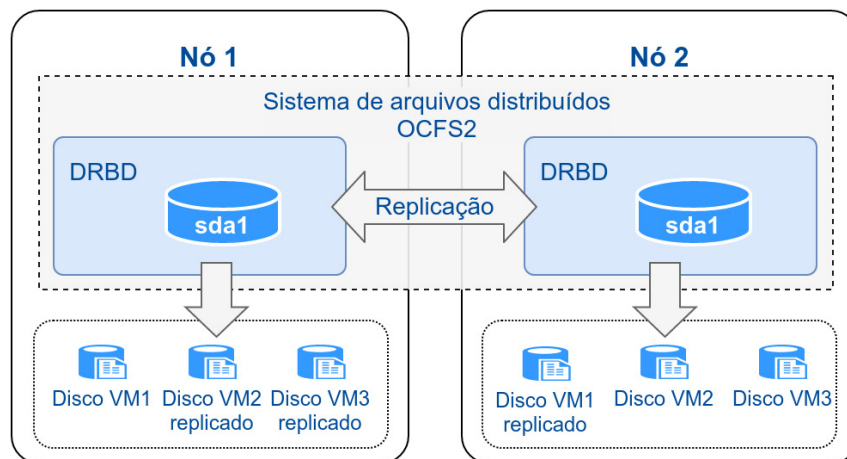 Nó 1
Nó 2
Sistema de arquivos distribuídos
OCFS2
DRBD
sda1
Replicação
DRBD
sda1
Disco VM1
Disco VM2
replicado
Disco VM3
replicado
Disco VM1
replicado
Disco VM2
Disco VM3